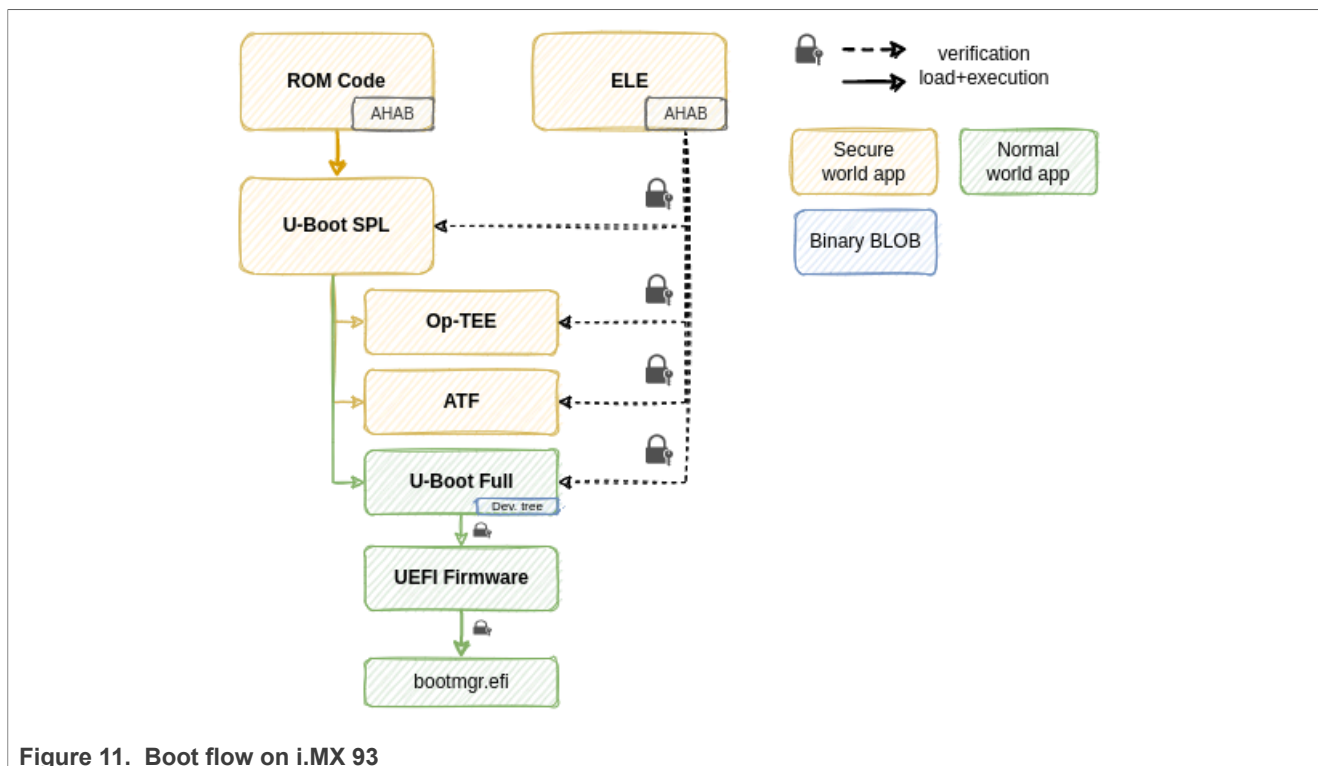 ROM Code
AHAB
ELE
AHAB
verification
load+execution
Secure
world app
Normal
world app
Binary BLOB
U-Boot SPL
Op-TEE
ATF
U-Boot Full
Dev. tree
UEFI Firmware
bootmgr.efi
Figure 11. Boot flow on i.MX 93